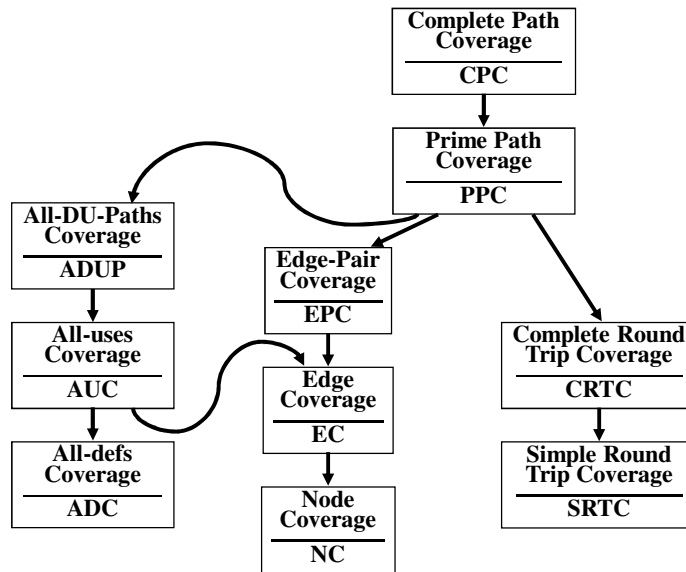 Complete Path
Coverage
CPC
Prime Path
Coverage
PPC
All-DU-Paths
Coverage
ADUP
Edge-Pair
Coverage
EPC
All-uses
Coverage
AUC
Edge
Coverage
EC
Complete Round
Trip Coverage
CRTC
All-defs
Coverage
ADC
Node
Coverage
NC
Simple Round
Trip Coverage
SRTC